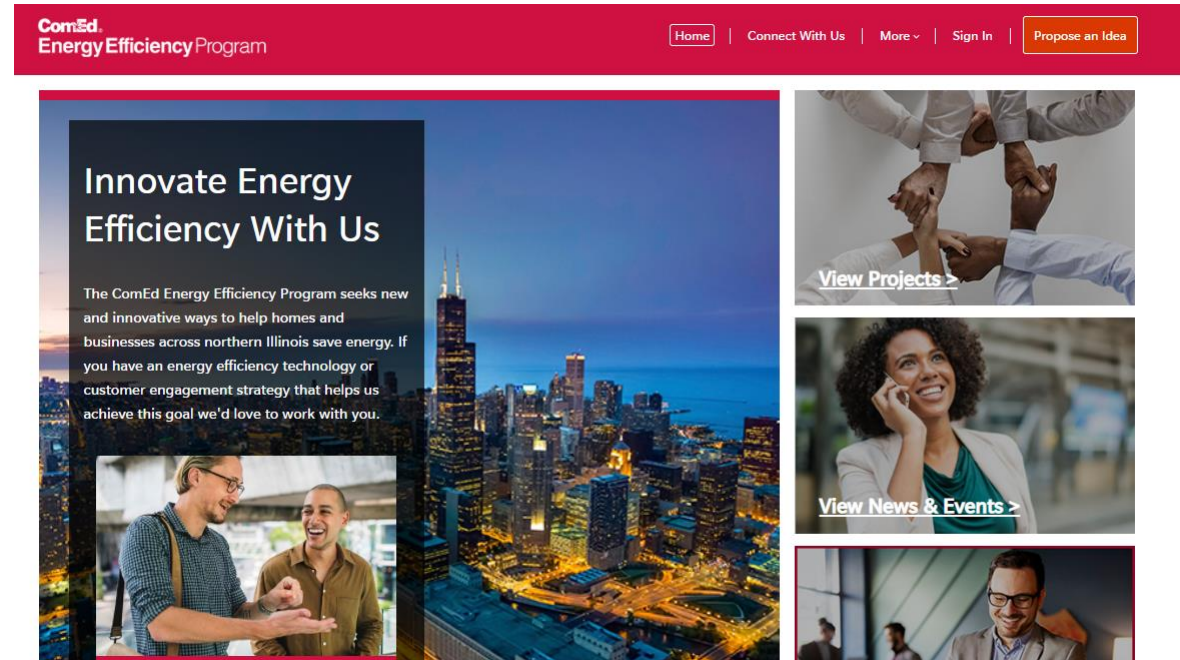 ComEd.
Energy Efficiency Program
Home
Connect With Us
More
Sign In
Propose an Idea
Innovate Energy
Efficiency With Us
The ComEd Energy Efficiency Program seeks new
and innovative ways to help homes and
businesses across northern Illinois save energy. If
you have an energy efficiency technology or
customer engagement strategy that helps us
achieve this goal we'd love to work with you.
View Projects >
View News & Events >